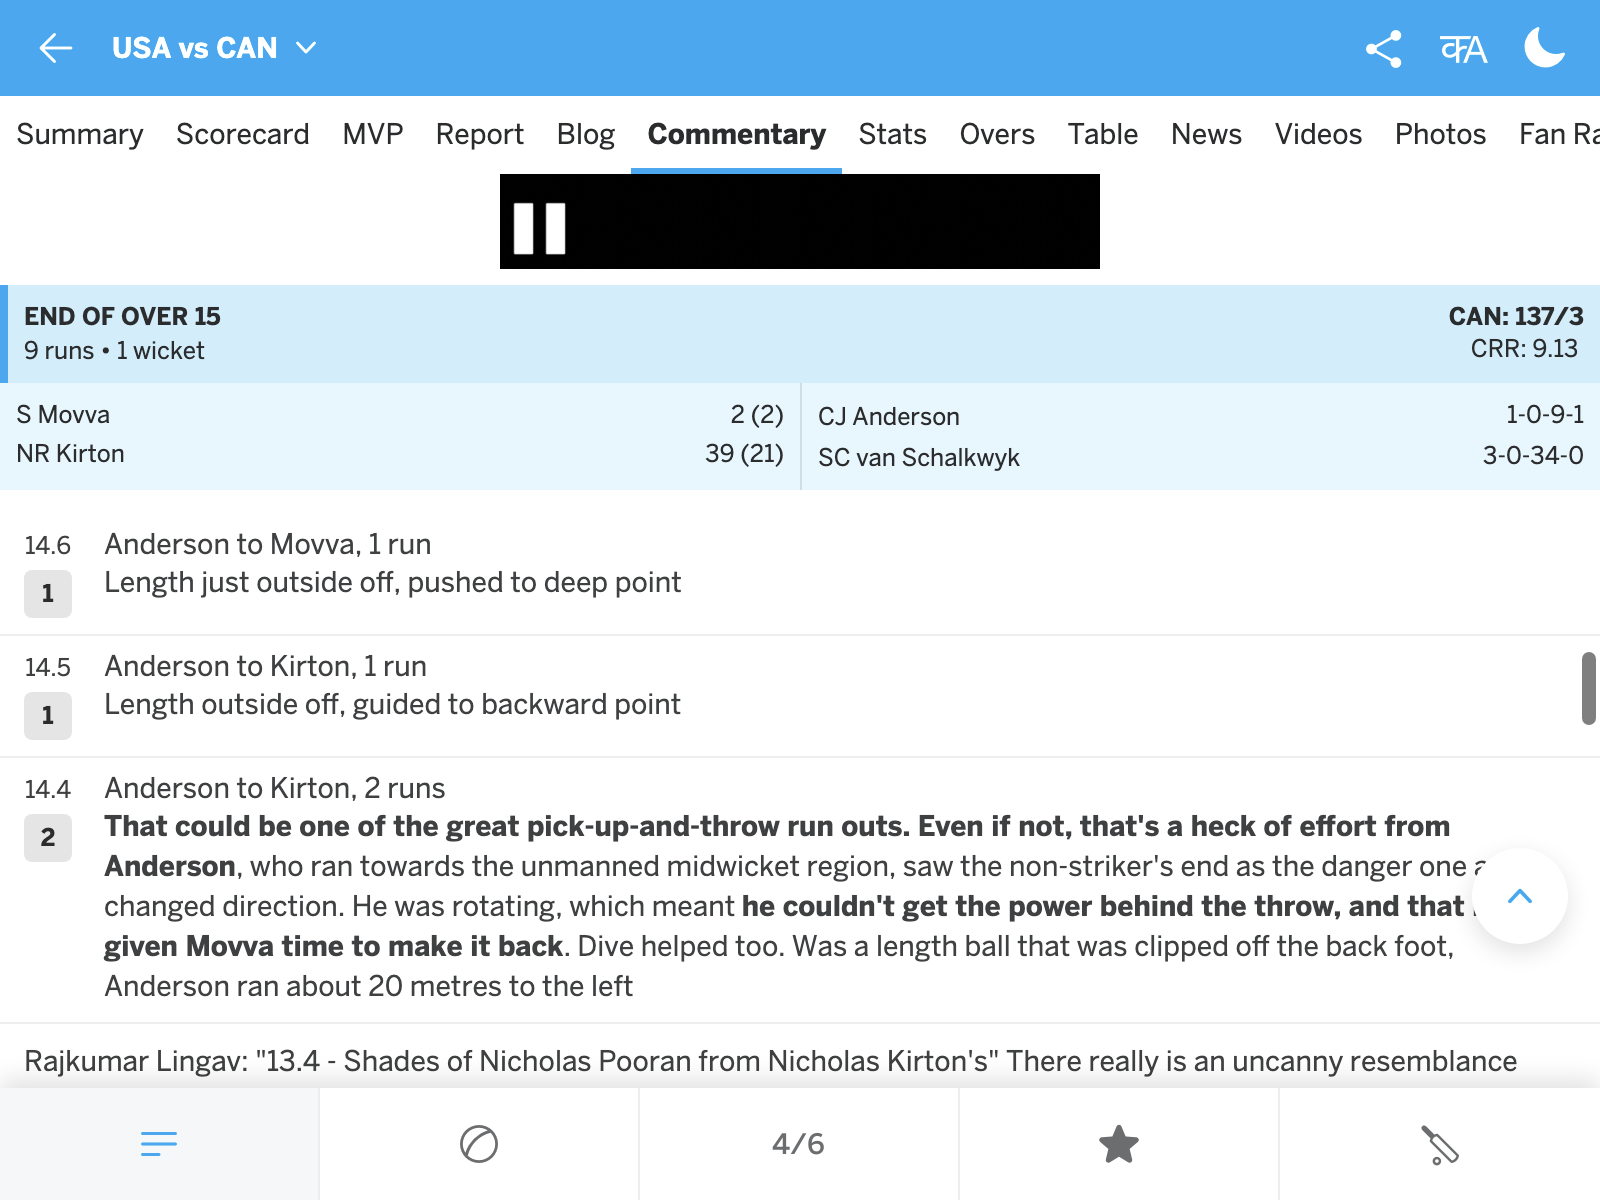 USA vs CAN
Summary Scorecard MVP Report Blog Commentary Stats Overs Table News Videos Photos Fan
END OF OVER 15 CAN: 137/3
9 runs • 1 wicket CRR: 9.13
S Movva 2 (2) CJ Anderson 1-0-9-1
NR Kirton 39 (21) SC van Schalkwyk 3-0-34-0
14.6 Anderson to Movva, 1 run
1 Length just outside off, pushed to deep point
14.5 Anderson to Kirton, 1 run
1 Length outside off, guided to backward point
14.4 Anderson to Kirton, 2 runs
2 That could be one of the great pick-up-and-throw run outs. Even if not, that's a heck of effort from
Anderson, who ran towards the unmanned midwicket region, saw the non-striker's end as the danger one
changed direction. He was rotating, which meant he couldn't get the power behind the throw, and that
given Movva time to make it back. Dive helped too. Was a length ball that was clipped off the back foot,
Anderson ran about 20 metres to the left
Rajkumar Lingav: "13.4 - Shades of Nicholas Pooran from Nicholas Kirton's" There really is an uncanny resemblance
4/6